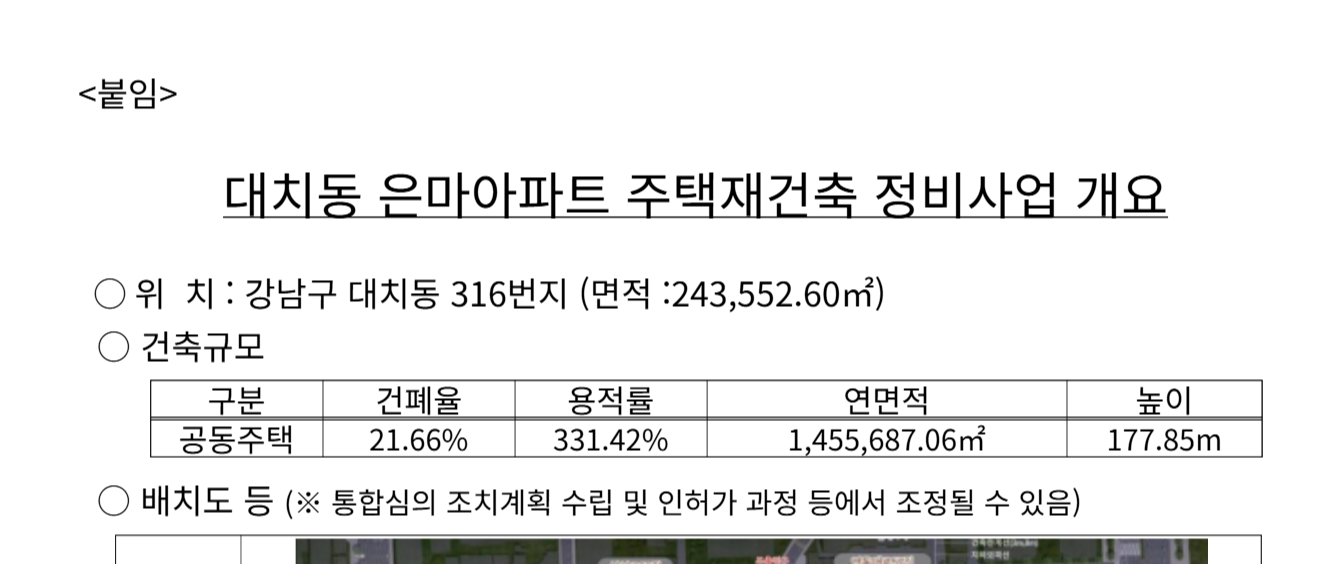 <붙임>
대치동 은마아파트 주택재건축 정비사업 개요
○ 위 치 : 강남구 대치동 316번지 (면적 :243,552.60㎡)
○ 건축규모
구분 건폐율 용적률 연면적 높이
공동주택 21.66% 331.42% 1,455,687.06㎡ 177.85m
○ 배치도 등 (※ 통합심의 조치계획 수립 및 인허가 과정 등에서 조정될 수 있음)